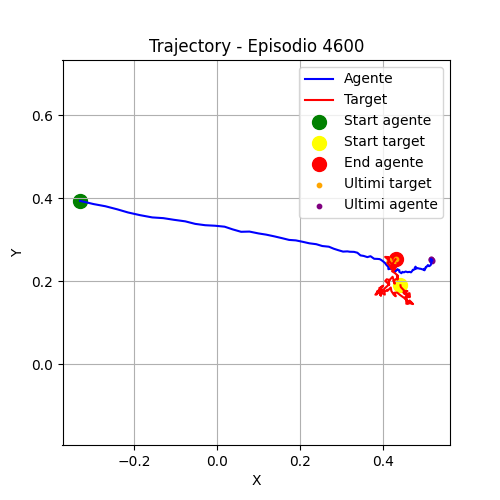 Trajectory - Episodio 4600
Agente
Target
Start agente
Start target
End agente
Ultimi target
Ultimi agente
0.6
0.4
0.2
0.0
Y
−0.2
0.0
0.2
0.4
X